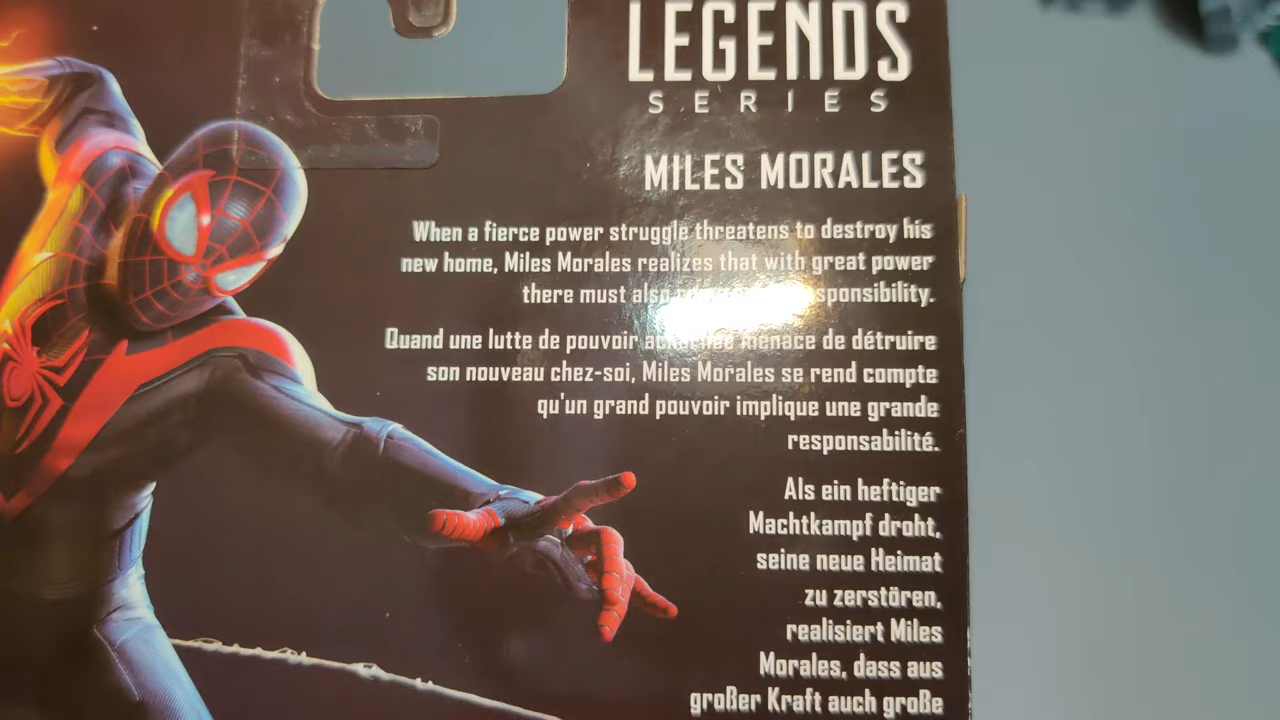 LEGENDS
SERIES
MILES MORALES
When a fierce power struggle threatens to destroy his
new home, Miles Morales realizes that with great power
there must also sponsibility.
Quand une lutte de pouvoir menace de détruire
son nouveau chez-soi, Miles Morales se rend compte
qu'un grand pouvoir implique une grande
responsabilité.
Als ein heftiger
Machtkampf droht,
seine neue Heimat
zu zerstören,
realisiert Miles
Morales, dass aus
großer Kraft auch große